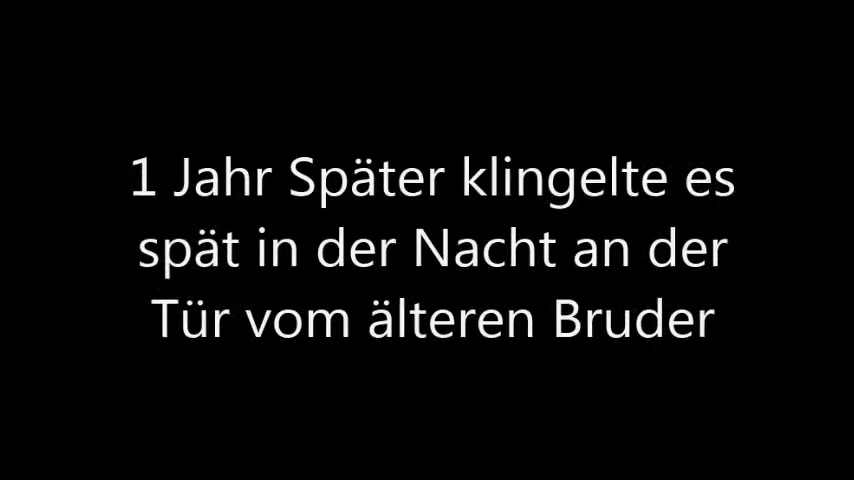 1 Jahr Später klingelte es
spät in der Nacht an der
Tür vom älteren Bruder